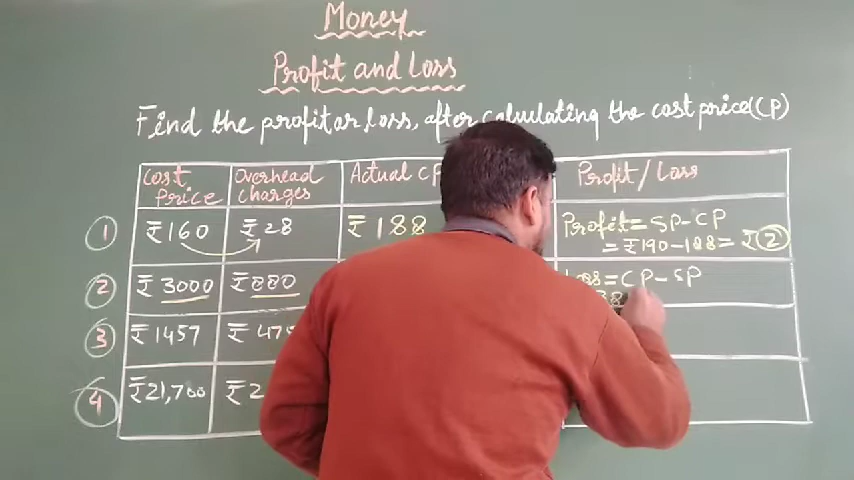 Money
Profit and Loss
Find the profit or loss, after calculating the cost price (CP)
Cost Price
Overhead Charges
Actual CP
Profit/Loss
1
₹160
₹28
₹188
Profit = SP-CP
= ₹190-188= ₹2
2
₹3000
₹880
Loss = CP-SP
3
₹1457
4
₹21,700